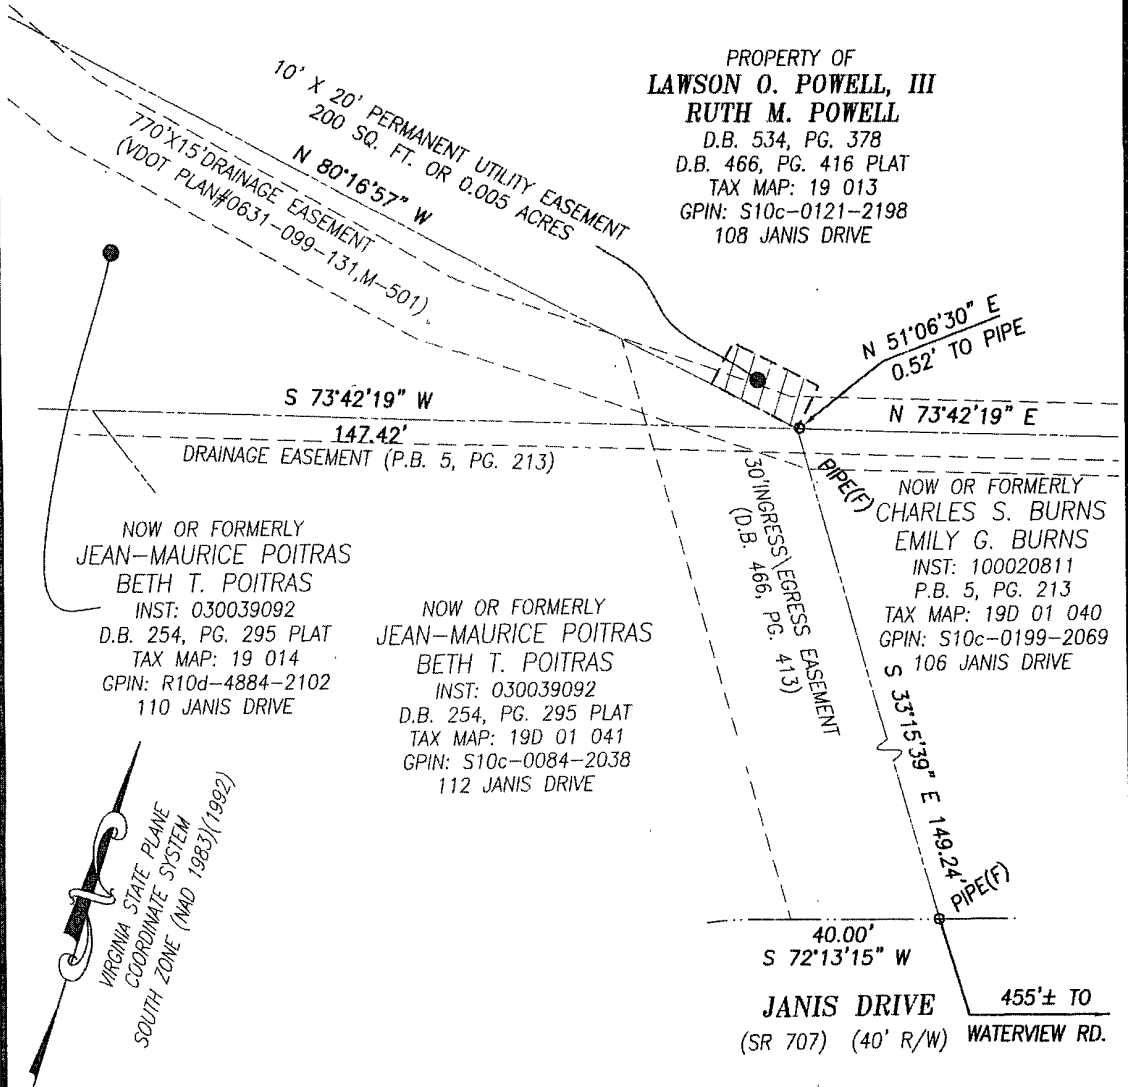 PROPERTY OF
LAWSON O. POWELL, III
RUTH M. POWELL
D.B. 534, PG. 378
D.B. 466, PG. 416 PLAT
TAX MAP: 19 013
GPIN: S10c-0121-2198
108 JANIS DRIVE
10' X 20' PERMANENT UTILITY EASEMENT
200 SQ. FT. OR 0.005 ACRES
N 80°16'57" W
770'X15'DRAINAGE EASEMENT
(VDOT PLAN#0631-099-131,M-501)
N 51°06'30" E
0.52' TO PIPE
S 73°42'19" W
147.42'
DRAINAGE EASEMENT (P.B. 5, PG. 213)
N 73°42'19" E
PIPE(F)
30'INGRESS\EGRESS EASEMENT
(D.B. 466, PG. 413)
NOW OR FORMERLY
CHARLES S. BURNS
EMILY G. BURNS
INST: 100020811
P.B. 5, PG. 213
TAX MAP: 19D 01 040
GPIN: S10c-0199-2069
106 JANIS DRIVE
NOW OR FORMERLY
JEAN-MAURICE POITRAS
BETH T. POITRAS
INST: 030039092
D.B. 254, PG. 295 PLAT
TAX MAP: 19 014
GPIN: R10d-4884-2102
110 JANIS DRIVE
NOW OR FORMERLY
JEAN-MAURICE POITRAS
BETH T. POITRAS
INST: 030039092
D.B. 254, PG. 295 PLAT
TAX MAP: 19D 01 041
GPIN: S10c-0084-2038
112 JANIS DRIVE
S 33°15'39" E 149.24'
PIPE(F)
VIRGINIA STATE PLANE
COORDINATE SYSTEM
SOUTH ZONE (NAD 1983)(1992)
40.00'
S 72°13'15" W
JANIS DRIVE
(SR 707) (40' R/W)
455'± TO
WATERVIEW RD.